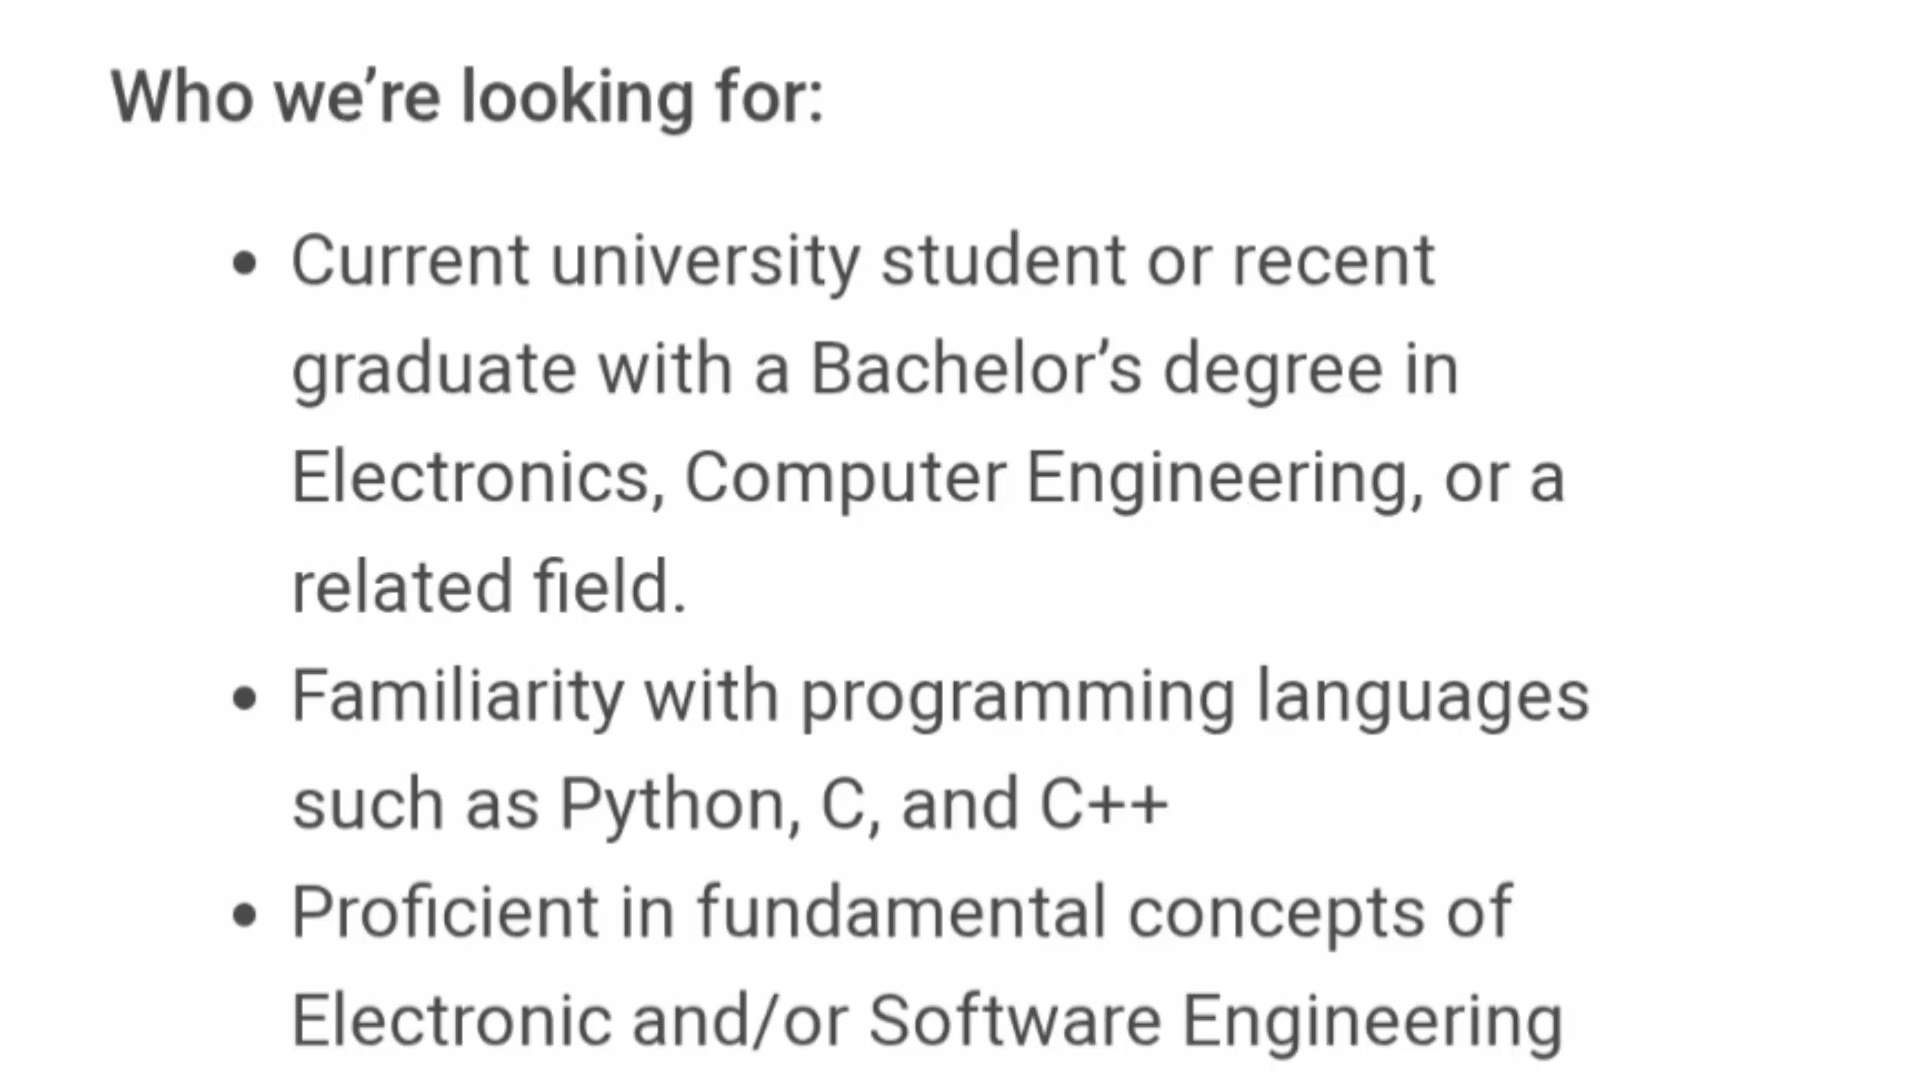 Who we’re looking for:
• Current university student or recent
graduate with a Bachelor’s degree in
Electronics, Computer Engineering, or a
related field.
• Familiarity with programming languages
such as Python, C, and C++
• Proficient in fundamental concepts of
Electronic and/or Software Engineering